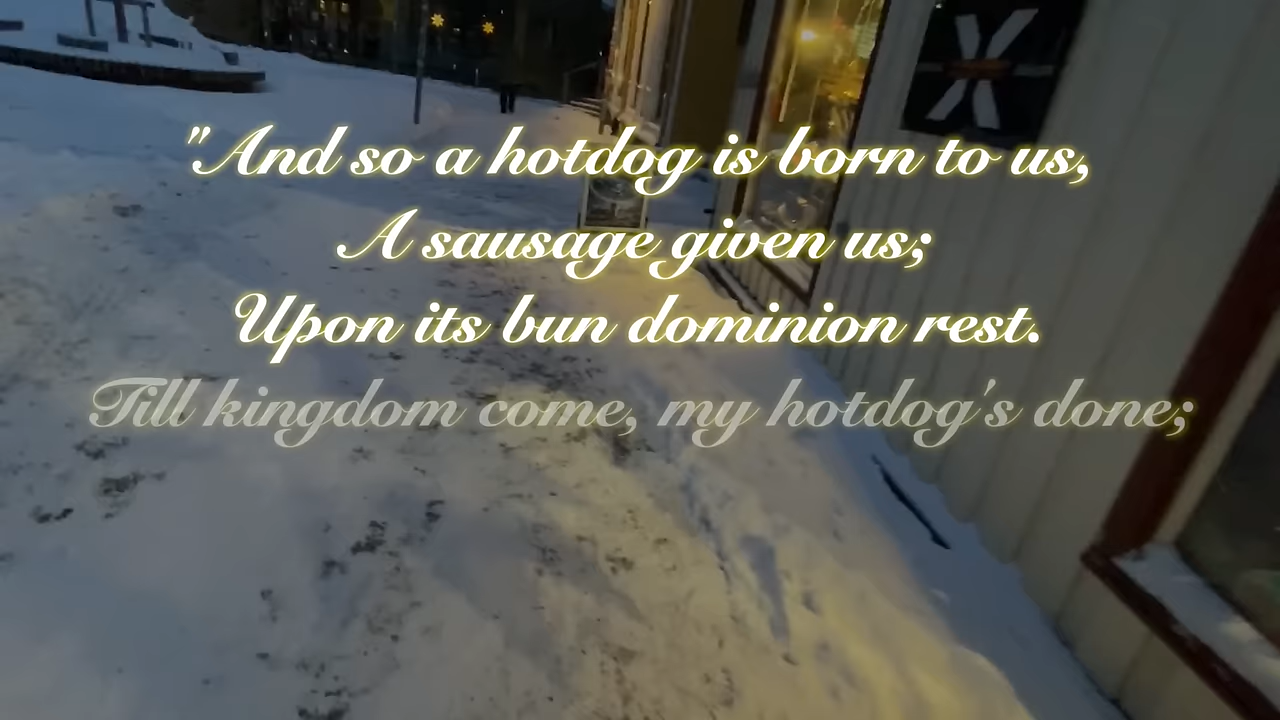 "And so a hotdog is born to us,
A sausage given us;
Upon its bun dominion rest.
Till kingdom come, my hotdog's done;